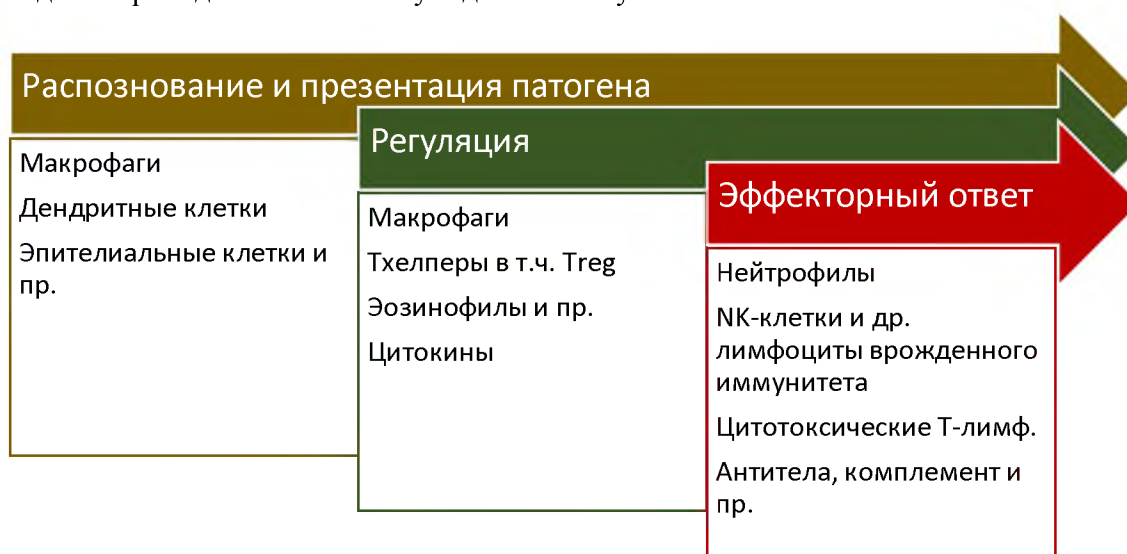 Распознование и презентация патогена
Макрофаги
Дендритные клетки
Эпителиальные клетки и
пр.
Регуляция
Макрофаги
Тхелперы в т.ч. Treg
Эозинофилы и пр.
Цитокины
Эффекторный ответ
Нейтрофилы
NK-клетки и др.
лимфоциты врожденного
иммунитета
Цитотоксические Т-лимф.
Антитела, комплемент и
пр.